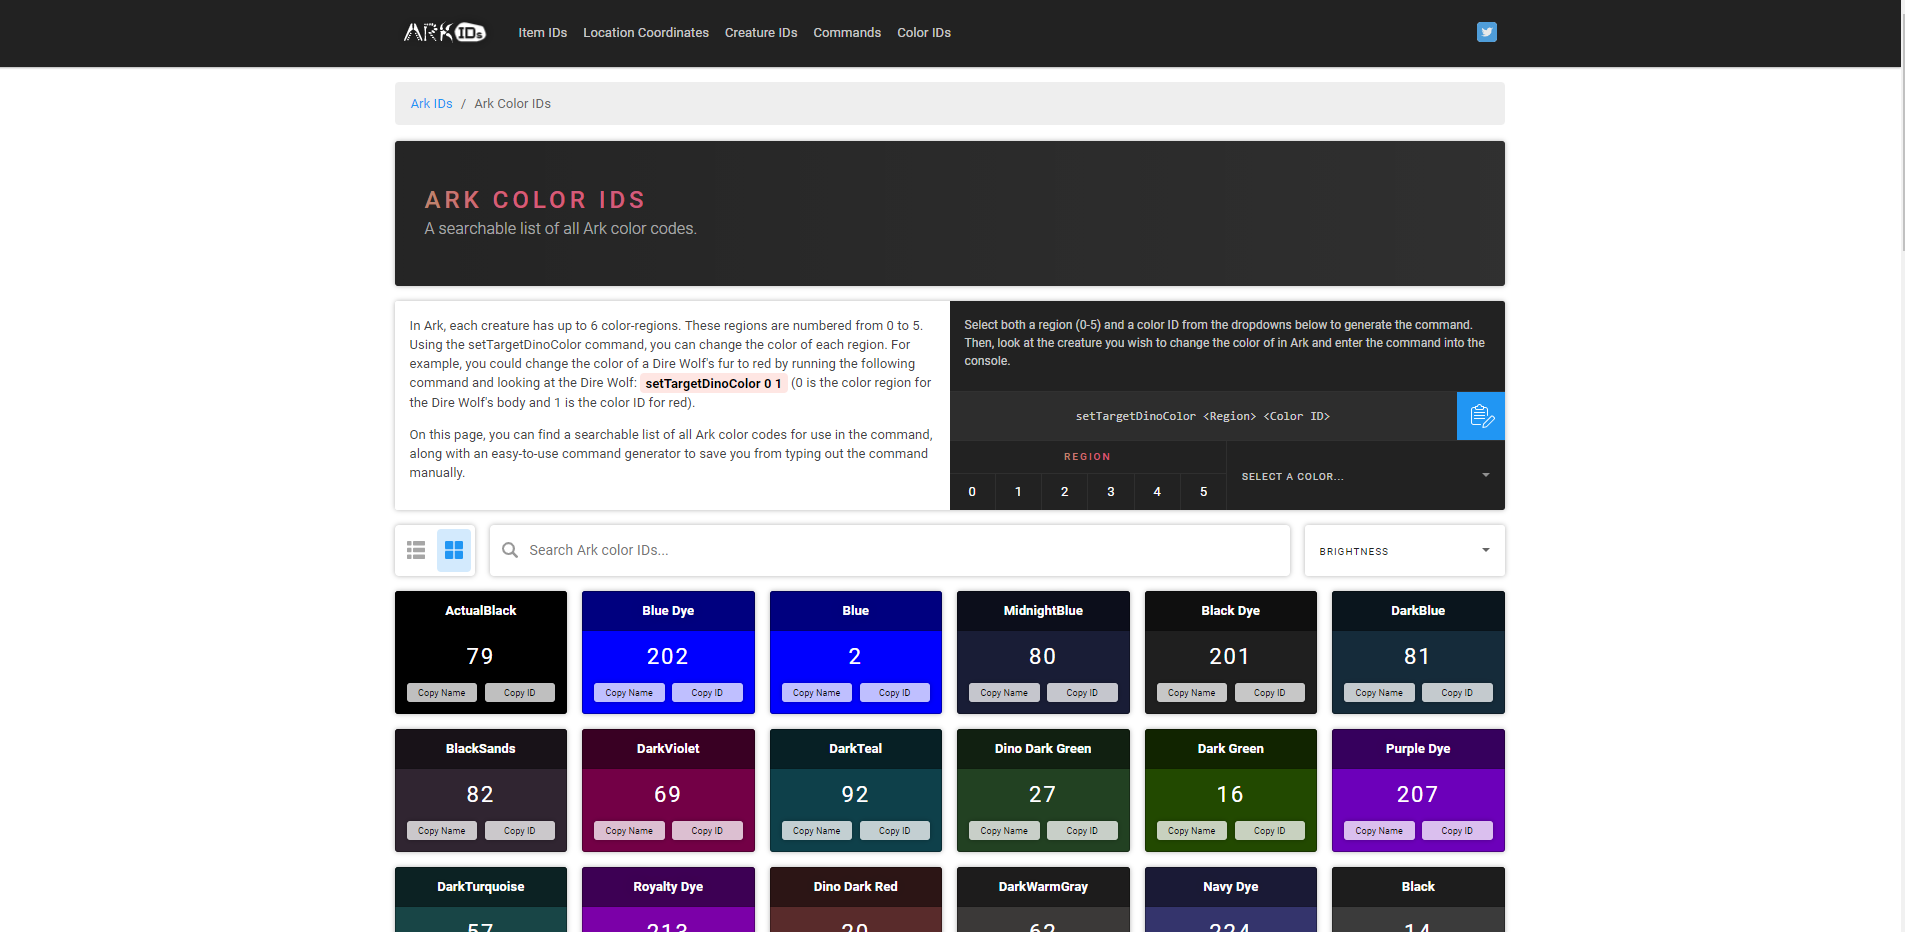 ARK IDs
Item IDs Location Coordinates Creature IDs Commands Color IDs
Ark IDs / Ark Color IDs
ARK COLOR IDS
A searchable list of all Ark color codes.
In Ark, each creature has up to 6 color-regions. These regions are numbered from 0 to 5.
Using the setTargetDinoColor command, you can change the color of each region. For
example, you could change the color of a Dire Wolf's fur to red by running the following
command and looking at the Dire Wolf: setTargetDinoColor 0 1 (0 is the color region for
the Dire Wolf's body and 1 is the color ID for red).
On this page, you can find a searchable list of all Ark color codes for use in the command,
along with an easy-to-use command generator to save you from typing out the command
manually.
Select both a region (0-5) and a color ID from the dropdowns below to generate the command.
Then, look at the creature you wish to change the color of in Ark and enter the command into the
console.
setTargetDinoColor <Region> <Color ID>
REGION
0 1 2 3 4 5
SELECT A COLOR...
Search Ark color IDs...
BRIGHTNESS
ActualBlack Blue Dye Blue MidnightBlue Black Dye DarkBlue
79 202 2 80 201 81
Copy Name Copy ID Copy Name Copy ID Copy Name Copy ID Copy Name Copy ID Copy Name Copy ID Copy Name Copy ID
BlackSands DarkViolet DarkTeal Dino Dark Green Dark Green Purple Dye
82 69 92 27 16 207
Copy Name Copy ID Copy Name Copy ID Copy Name Copy ID Copy Name Copy ID Copy Name Copy ID Copy Name Copy ID
DarkTurquoise Royalty Dye Dino Dark Red DarkWarmGray Navy Dye Black
57 213 20 62 224 14